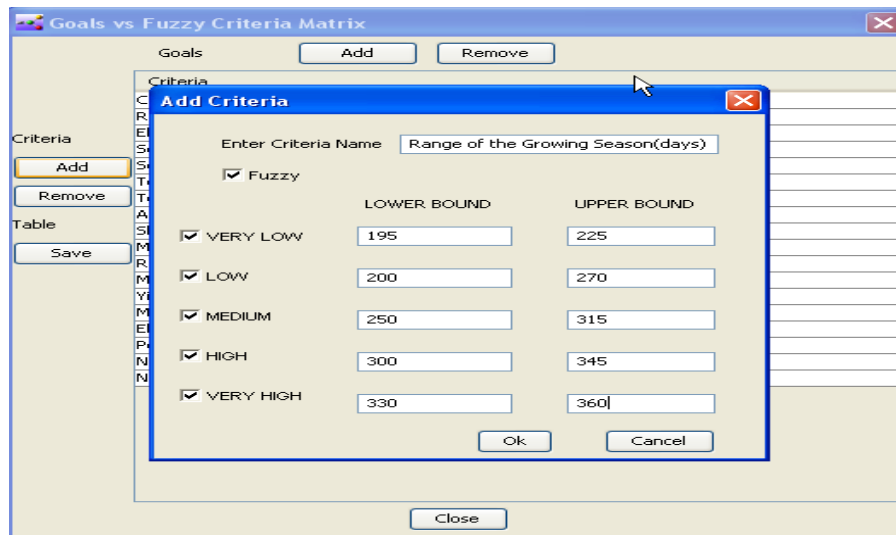 Goals vs Fuzzy Criteria Matrix
Goals Add Remove
Criteria
Add Criteria
Enter Criteria Name Range of the Growing Season(days)
Criteria
Fuzzy
Add
LOWER BOUND UPPER BOUND
Remove
Table
VERY LOW 195 225
Save
LOW 200 270
MEDIUM 250 315
HIGH 300 345
VERY HIGH 330 360
Ok Cancel
Close